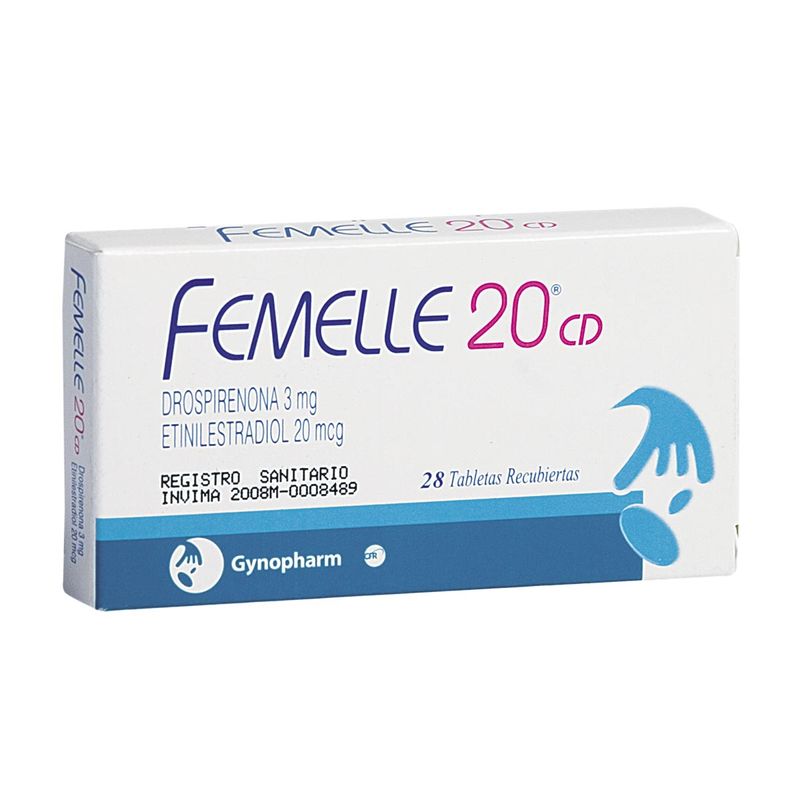 FEMELLE 20 CD
FEMELLE 20® CD
DROSPIRENONA 3 mg
ETINILESTRADIOL 20 mcg
REGISTRO SANITARIO
INVIMA 2008M-0008489
28 Tabletas Recubiertas
Gynopharm
CFR
FEMELLE 20® CD
Drospirenona 3 mg
Etinilestradiol 20 mcg